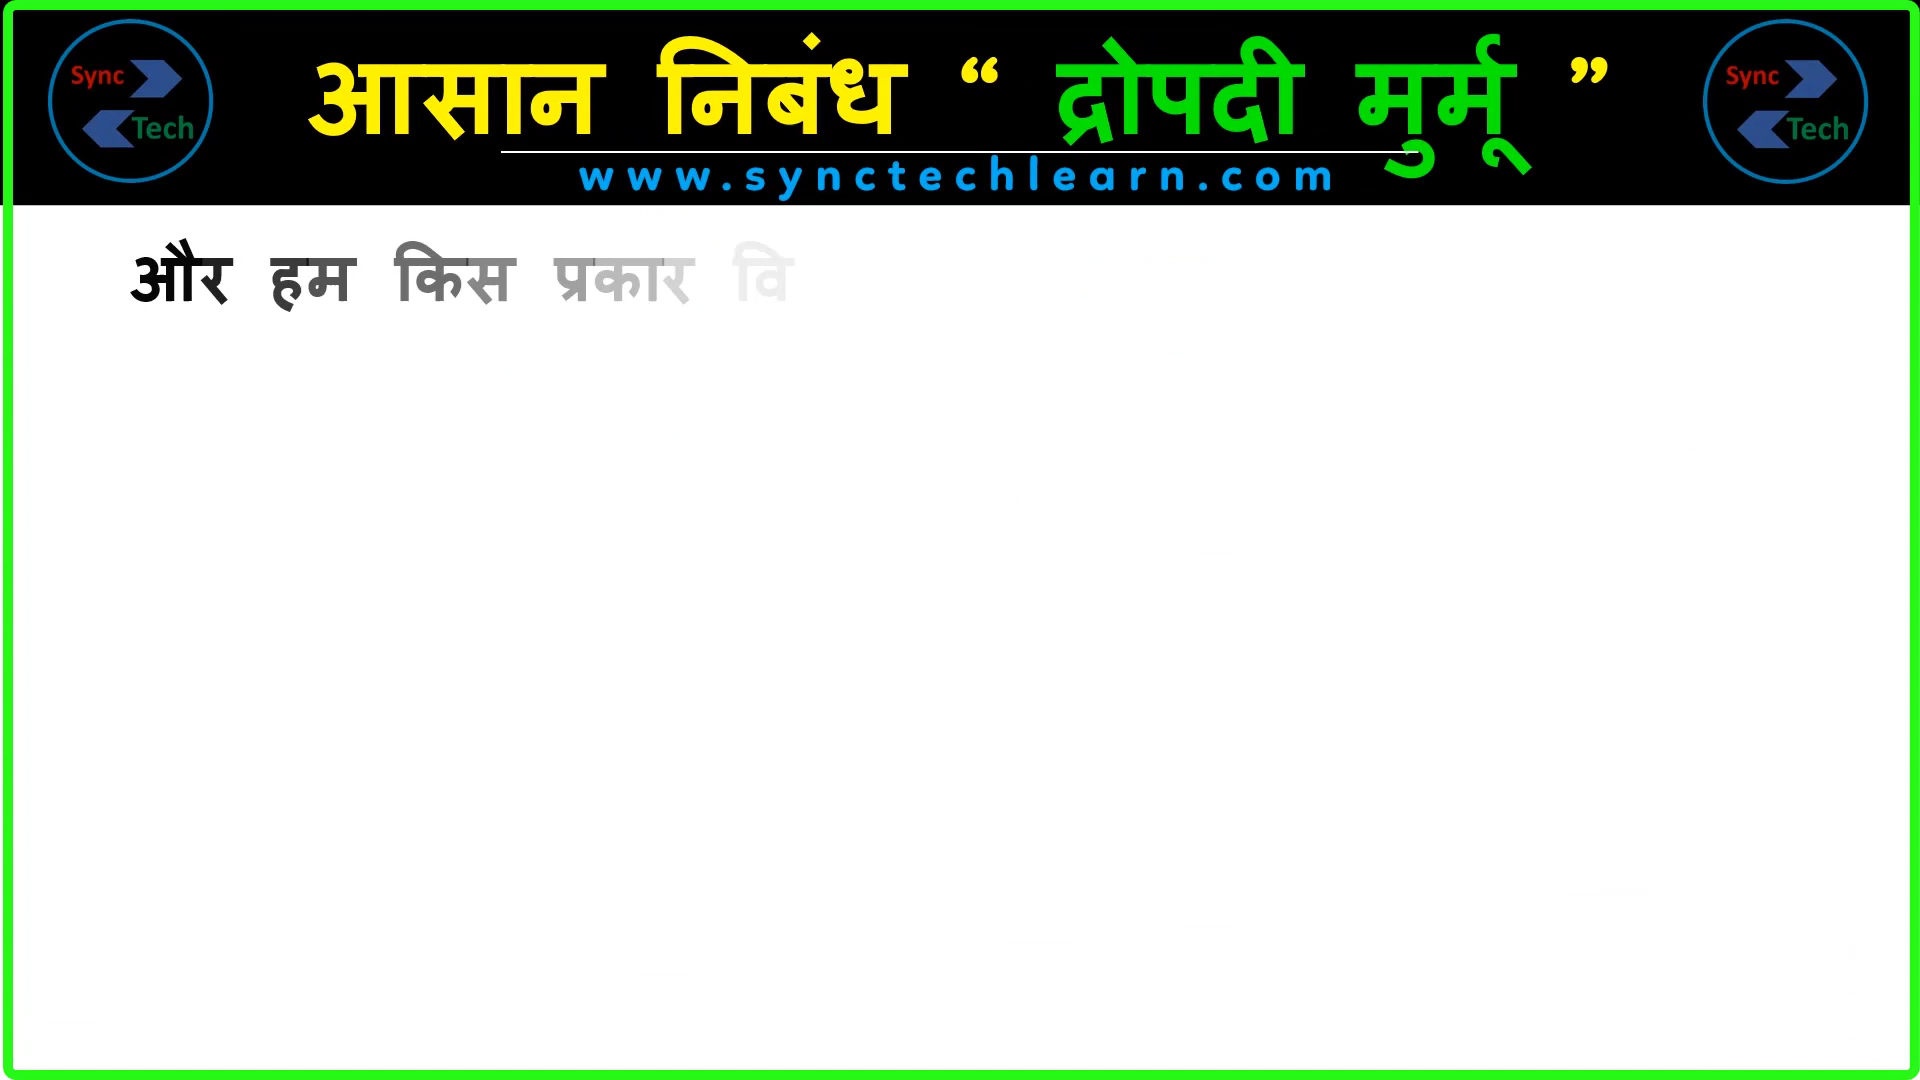 Sync
Tech
आसान निबंध “ द्रोपदी मुर्मू ”
www.synctechlearn.com
Sync
Tech
और हम किस प्रकार वि